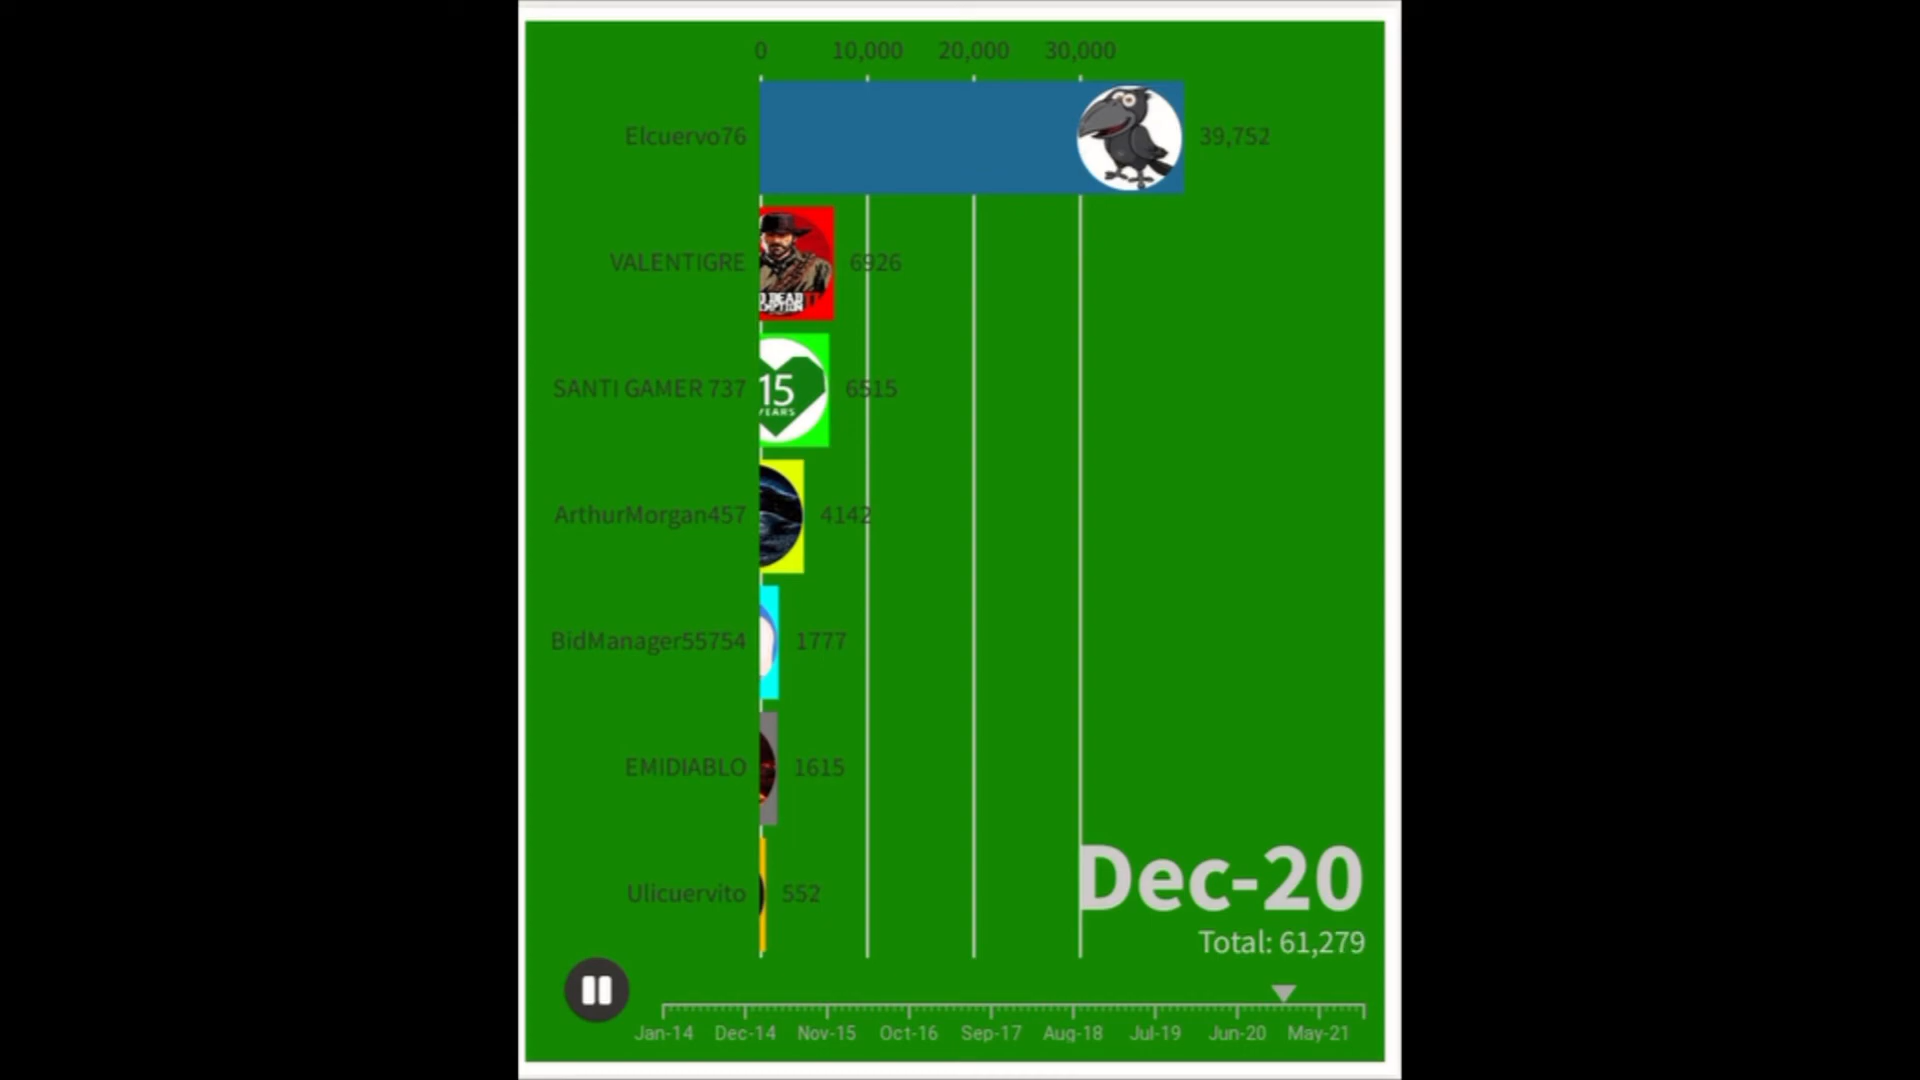 0 10,000 20,000 30,000
Elcuervo76 39,752
VALENTIGRE 6926
SANTI GAMER 737 6515
15
YEARS
ArthurMorgan457 4142
BidManager55754 1777
EMIDIABLO 1615
Ulicuervito 552
Dec-20
Total: 61,279
Jan-14 Dec-14 Nov-15 Oct-16 Sep-17 Aug-18 Jul-19 Jun-20 May-21